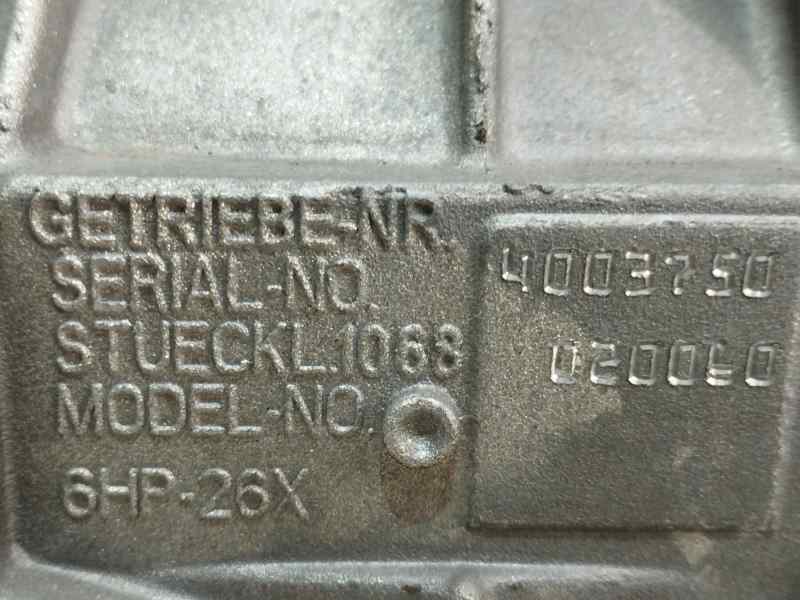 GETRIEBE-NR.
SERIAL-NO. 4003750
STUECKL.1068 020060
MODEL-NO.
6HP-26X